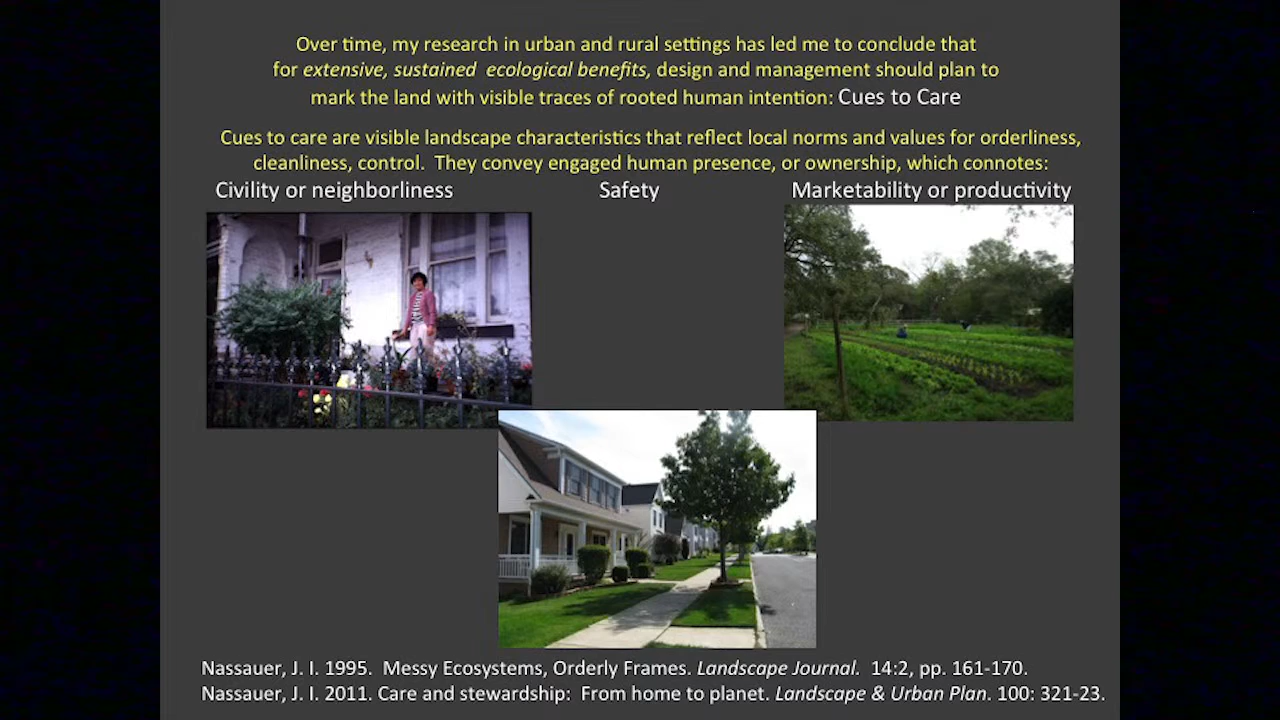 Over time, my research in urban and rural settings has led me to conclude that
for extensive, sustained ecological benefits, design and management should plan to
mark the land with visible traces of rooted human intention: Cues to Care
Cues to care are visible landscape characteristics that reflect local norms and values for orderliness,
cleanliness, control. They convey engaged human presence, or ownership, which connotes:
Civility or neighborliness Safety Marketability or productivity
Nassauer, J. I. 1995. Messy Ecosystems, Orderly Frames. Landscape Journal. 14:2, pp. 161-170.
Nassauer, J. I. 2011. Care and stewardship: From home to planet. Landscape & Urban Plan. 100: 321-23.